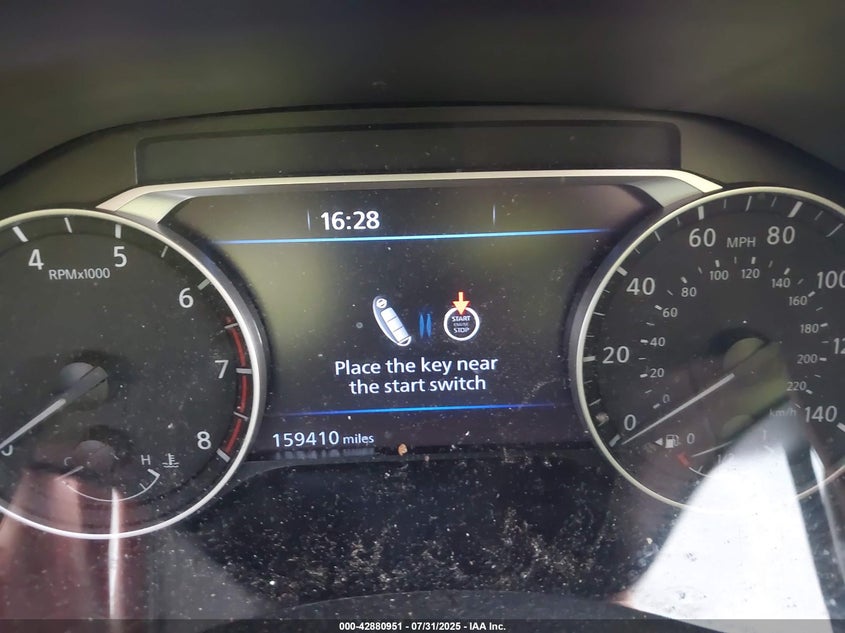 16:28
4
5
RPMx1000
6
7
8
C
H
START
ENGINE
STOP
Place the key near
the start switch
159410 miles
60
MPH
80
40
100
20
0
140
100
120
80
140
60
160
40
180
20
200
0
220
km/h
0
1
000-42880951 - 07/31/2025 - IAA Inc.